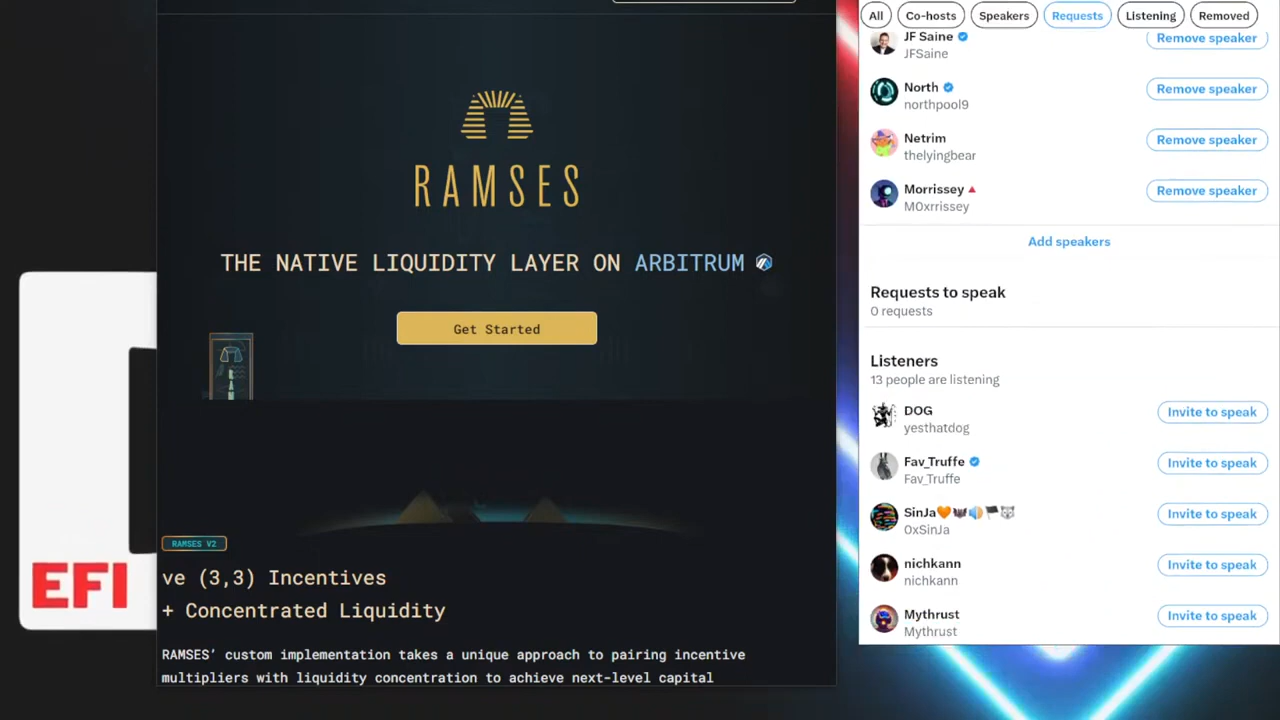 RAMSES
THE NATIVE LIQUIDITY LAYER ON ARBITRUM
Get Started
RAMSES V2
ve (3,3) Incentives
+ Concentrated Liquidity
RAMSES’ custom implementation takes a unique approach to pairing incentive
multipliers with liquidity concentration to achieve next-level capital
EFI
All
Co-hosts
Speakers
Requests
Listening
Removed
JF Saine
JFSaine
Remove speaker
North
northpool9
Remove speaker
Netrim
thelyingbear
Remove speaker
Morrissey
M0xrrissey
Remove speaker
Add speakers
Requests to speak
0 requests
Listeners
13 people are listening
DOG
yesthatdog
Invite to speak
Fav_Truffe
Fav_Truffe
Invite to speak
SinJa
0xSinJa
Invite to speak
nichkann
nichkann
Invite to speak
Mythrust
Mythrust
Invite to speak